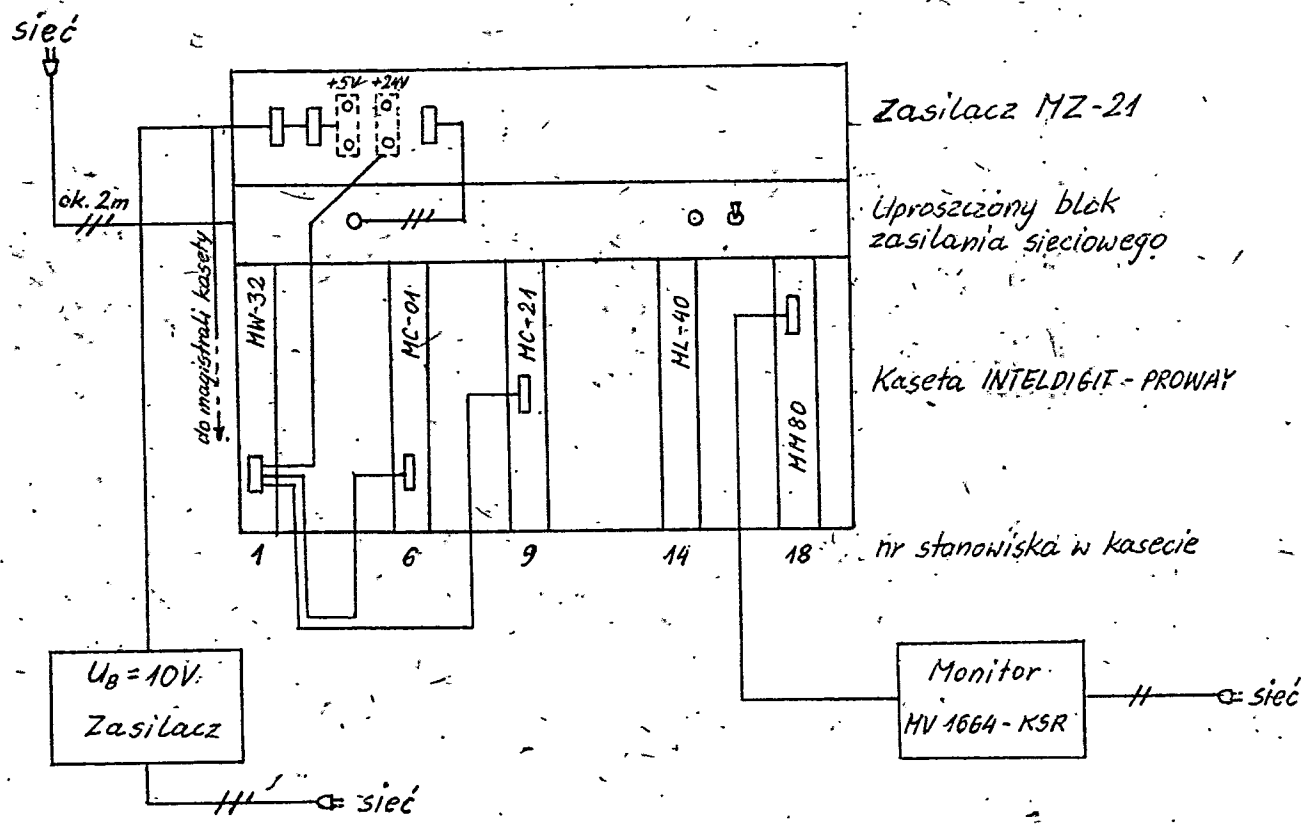 sieć
+5V +24V
Zasilacz MZ-21
ok. 2m
Uproszczony blok
zasilania sieciowego
do magistrali kasety
MW-32
MC-01
MC-21
ML-40
MM80
Kaseta INTELDIGIT - PROWAY
1 6 9 14 18
nr stanowiska w kasecie
UB = 10V
Zasilacz
Monitor
MV 1664 - KSR
sieć
sieć